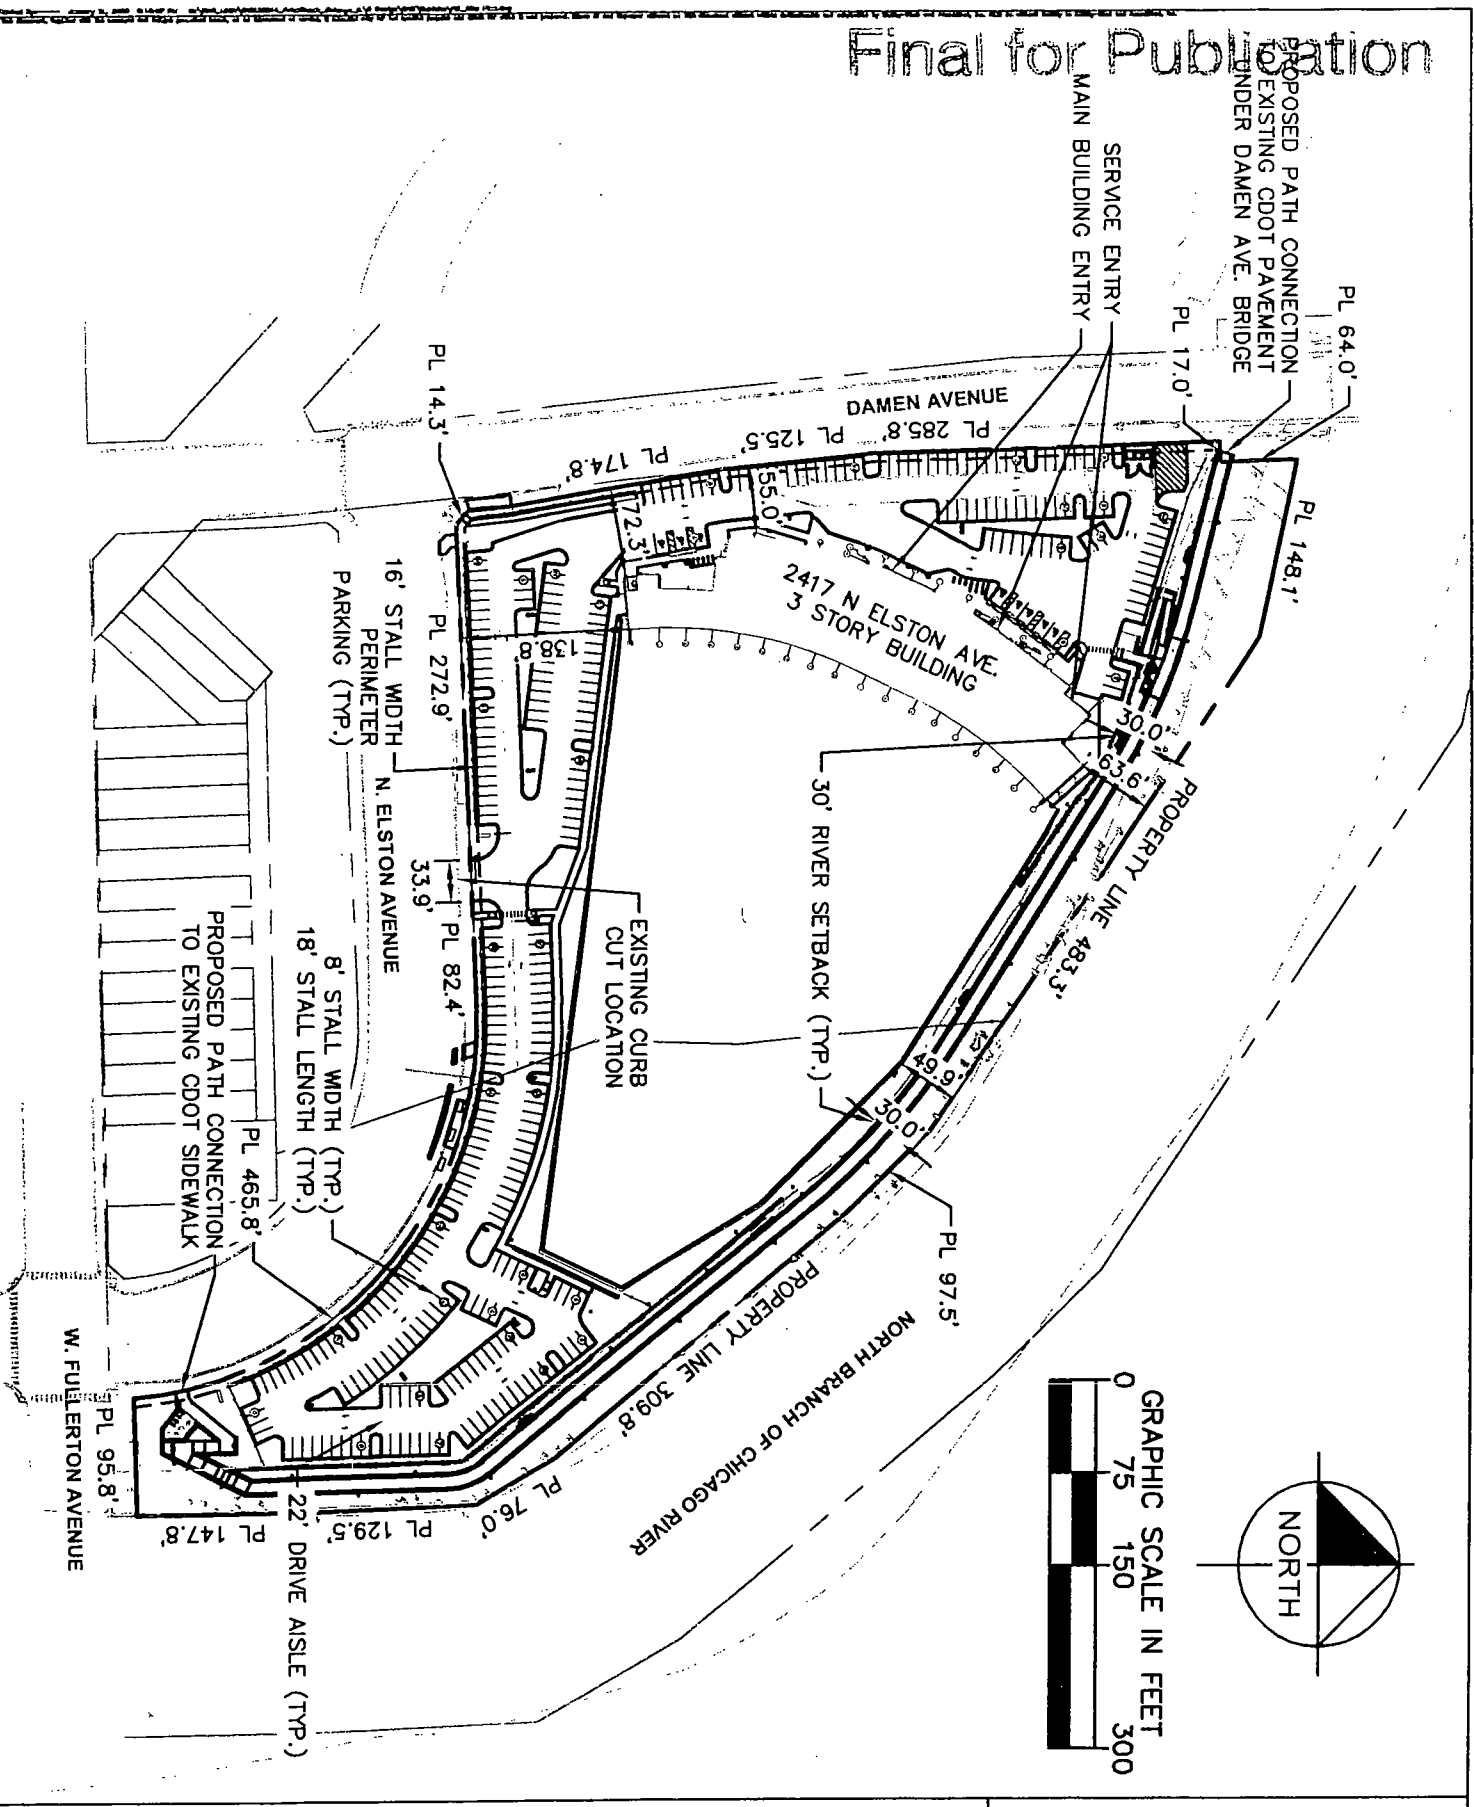 Final for Publication
PROPOSED PATH CONNECTION
TO EXISTING CDOT PAVEMENT
UNDER DAMEN AVE. BRIDGE
PL 64.0'
SERVICE ENTRY
MAIN BUILDING ENTRY
PL 17.0'
PL 148.1'
DAMEN AVENUE
PL 285.8'
PL 125.5'
PL 174.8'
PL 14.3'
55.0'
72.3'
138.8'
2417 N ELSTON AVE.
3 STORY BUILDING
30.0'
63.6'
PROPERTY LINE 483.3'
16' STALL WIDTH
PERIMETER
PARKING (TYP.)
PL 272.9'
N. ELSTON AVENUE
33.9'
PL 82.4'
EXISTING CURB
CUT LOCATION
30' RIVER SETBACK (TYP.)
49.9'
30.0'
PL 97.5'
8' STALL WIDTH (TYP.)
18' STALL LENGTH (TYP.)
PROPOSED PATH CONNECTION
TO EXISTING CDOT SIDEWALK
PL 465.8'
PROPERTY LINE 309.8'
NORTH BRANCH OF CHICAGO RIVER
PL 76.0'
PL 129.5'
PL 147.8'
22' DRIVE AISLE (TYP.)
PL 95.8'
W. FULLERTON AVENUE
GRAPHIC SCALE IN FEET
0 75 150 300
NORTH